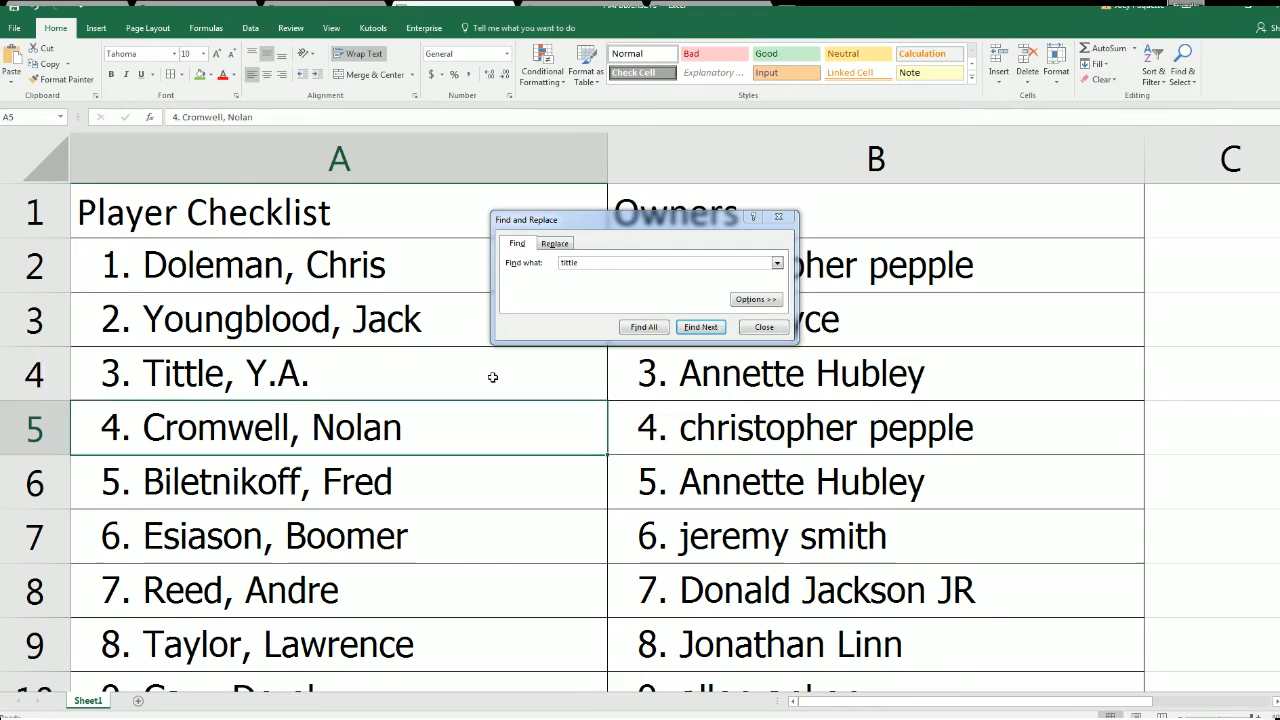 File Home Insert Page Layout Formulas Data Review View Kutools Enterprise Tell me what you want to do
Cut
Copy
Format Painter
Paste
Clipboard
Tahoma 10
B I U
Font
Wrap Text
Merge & Center
Alignment
General
$ % ,
Number
Conditional Formatting
Format as Table
Normal Bad Good Neutral Calculation
Check Cell Explanatory ... Input Linked Cell Note
Styles
Insert Delete Format
Cells
AutoSum
Fill
Clear
Sort & Filter
Find & Select
Editing
A5 fx 4. Cromwell, Nolan
A B C
1 Player Checklist Owners
2 1. Doleman, Chris pher pepple
3 2. Youngblood, Jack yce
4 3. Tittle, Y.A. 3. Annette Hubley
5 4. Cromwell, Nolan 4. christopher pepple
6 5. Biletnikoff, Fred 5. Annette Hubley
7 6. Esiason, Boomer 6. jeremy smith
8 7. Reed, Andre 7. Donald Jackson JR
9 8. Taylor, Lawrence 8. Jonathan Linn
Find and Replace
Find Replace
Find what: tittle
Options >>
Find All Find Next Close
Sheet1